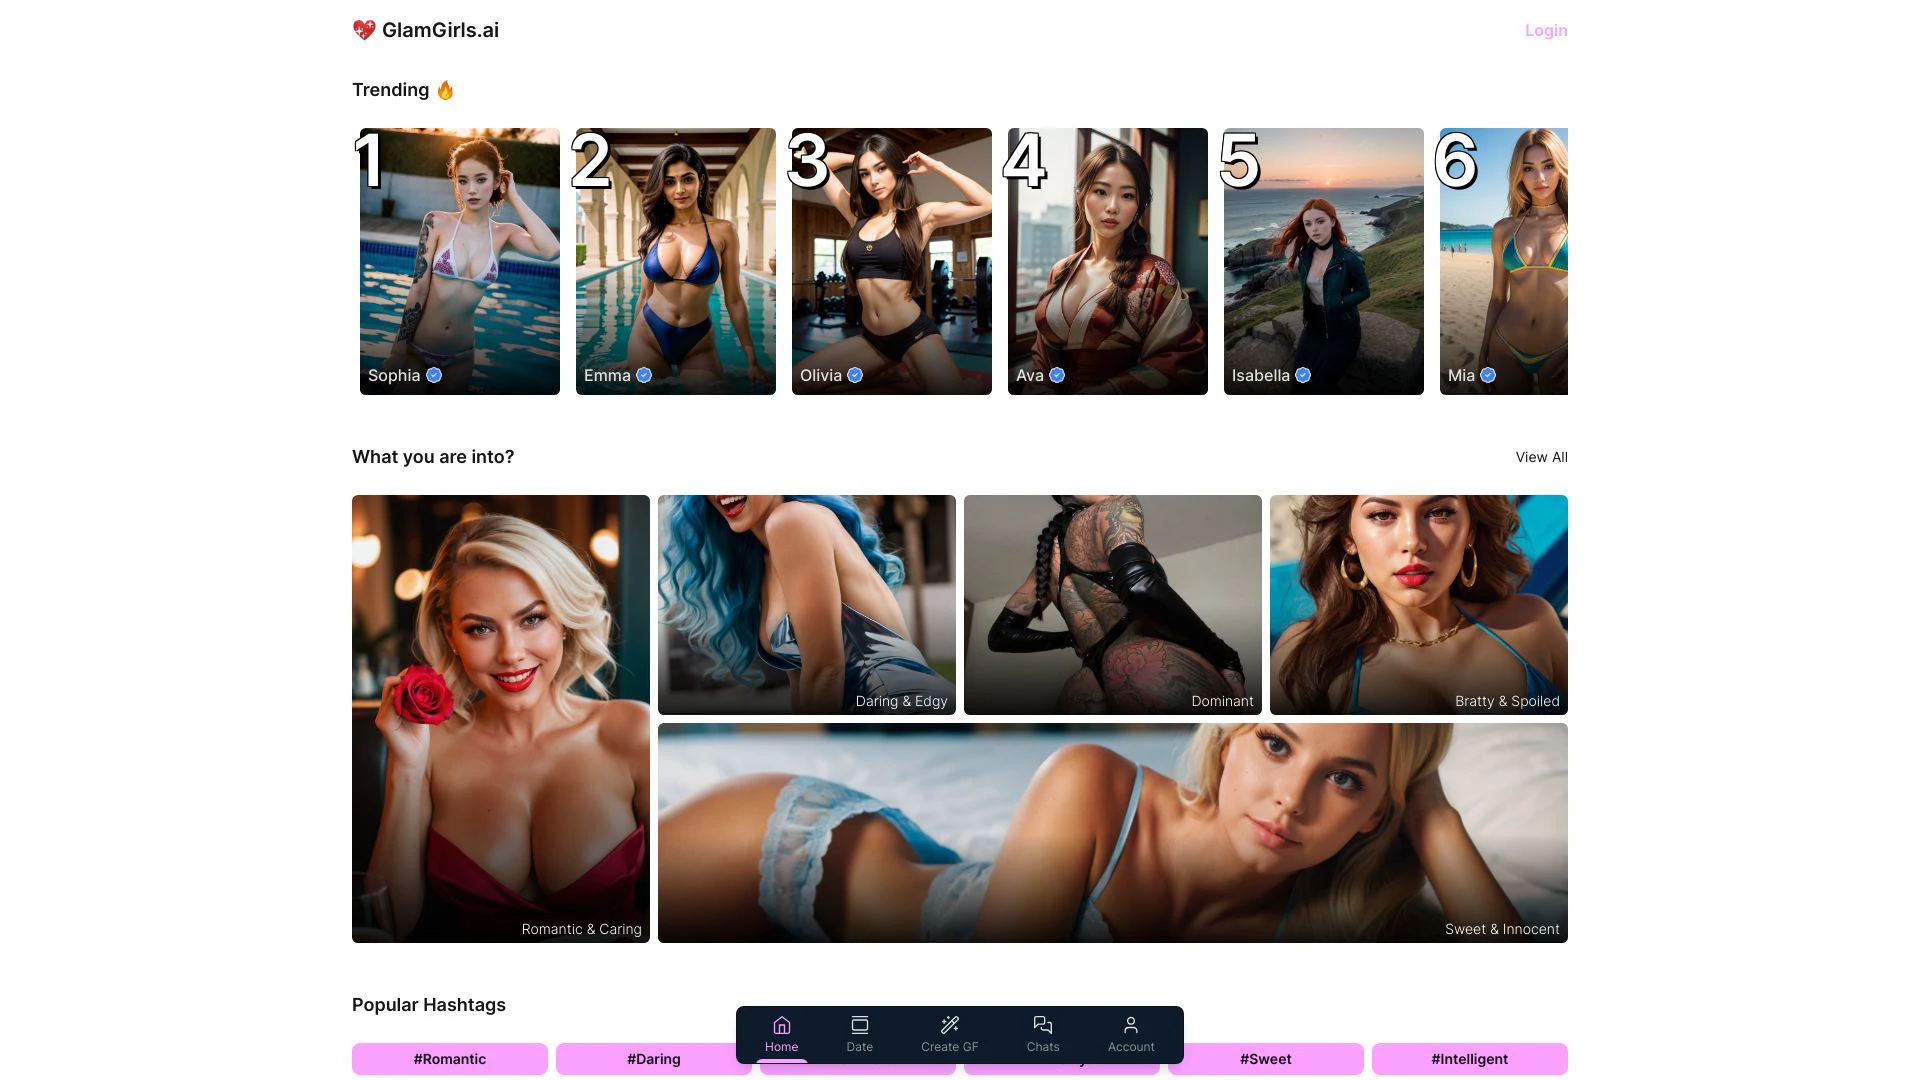 GlamGirls.ai
Login
Trending
1
2
3
4
5
6
Sophia
Emma
Olivia
Ava
Isabella
Mia
What you are into?
View All
Daring & Edgy
Dominant
Bratty & Spoiled
Romantic & Caring
Sweet & Innocent
Popular Hashtags
Home
Date
Create GF
Chats
Account
#Romantic
#Daring
#Sweet
#Intelligent